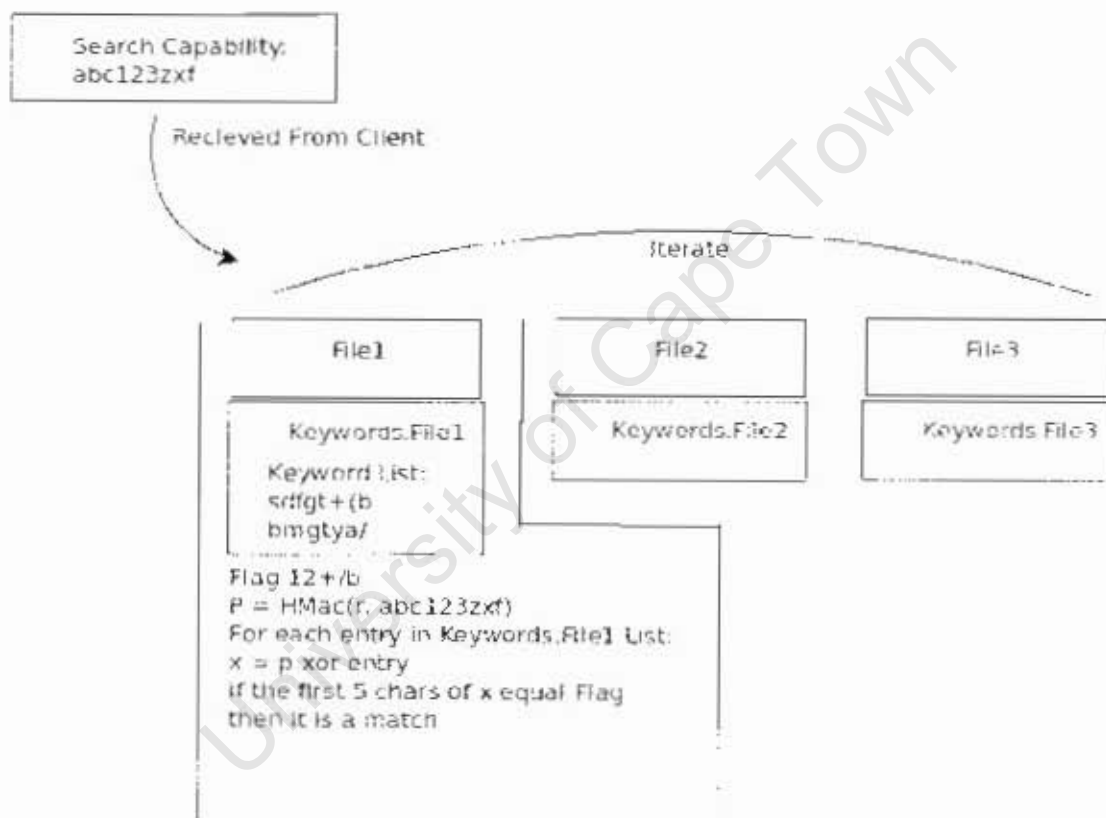 Search Capability:
abc123zxf
Recieved From Client
Iterate
File1
File2
File3
Keywords.File1
Keywords.File2
Keywords.File3
Keyword List:
sdfgt+(b
bmgtya/
Flag 12+/b
P = HMac(r, abc123zxf)
For each entry in Keywords.File1 List:
x = p xor entry
if the first 5 chars of x equal Flag
then it is a match
University of Cape Town